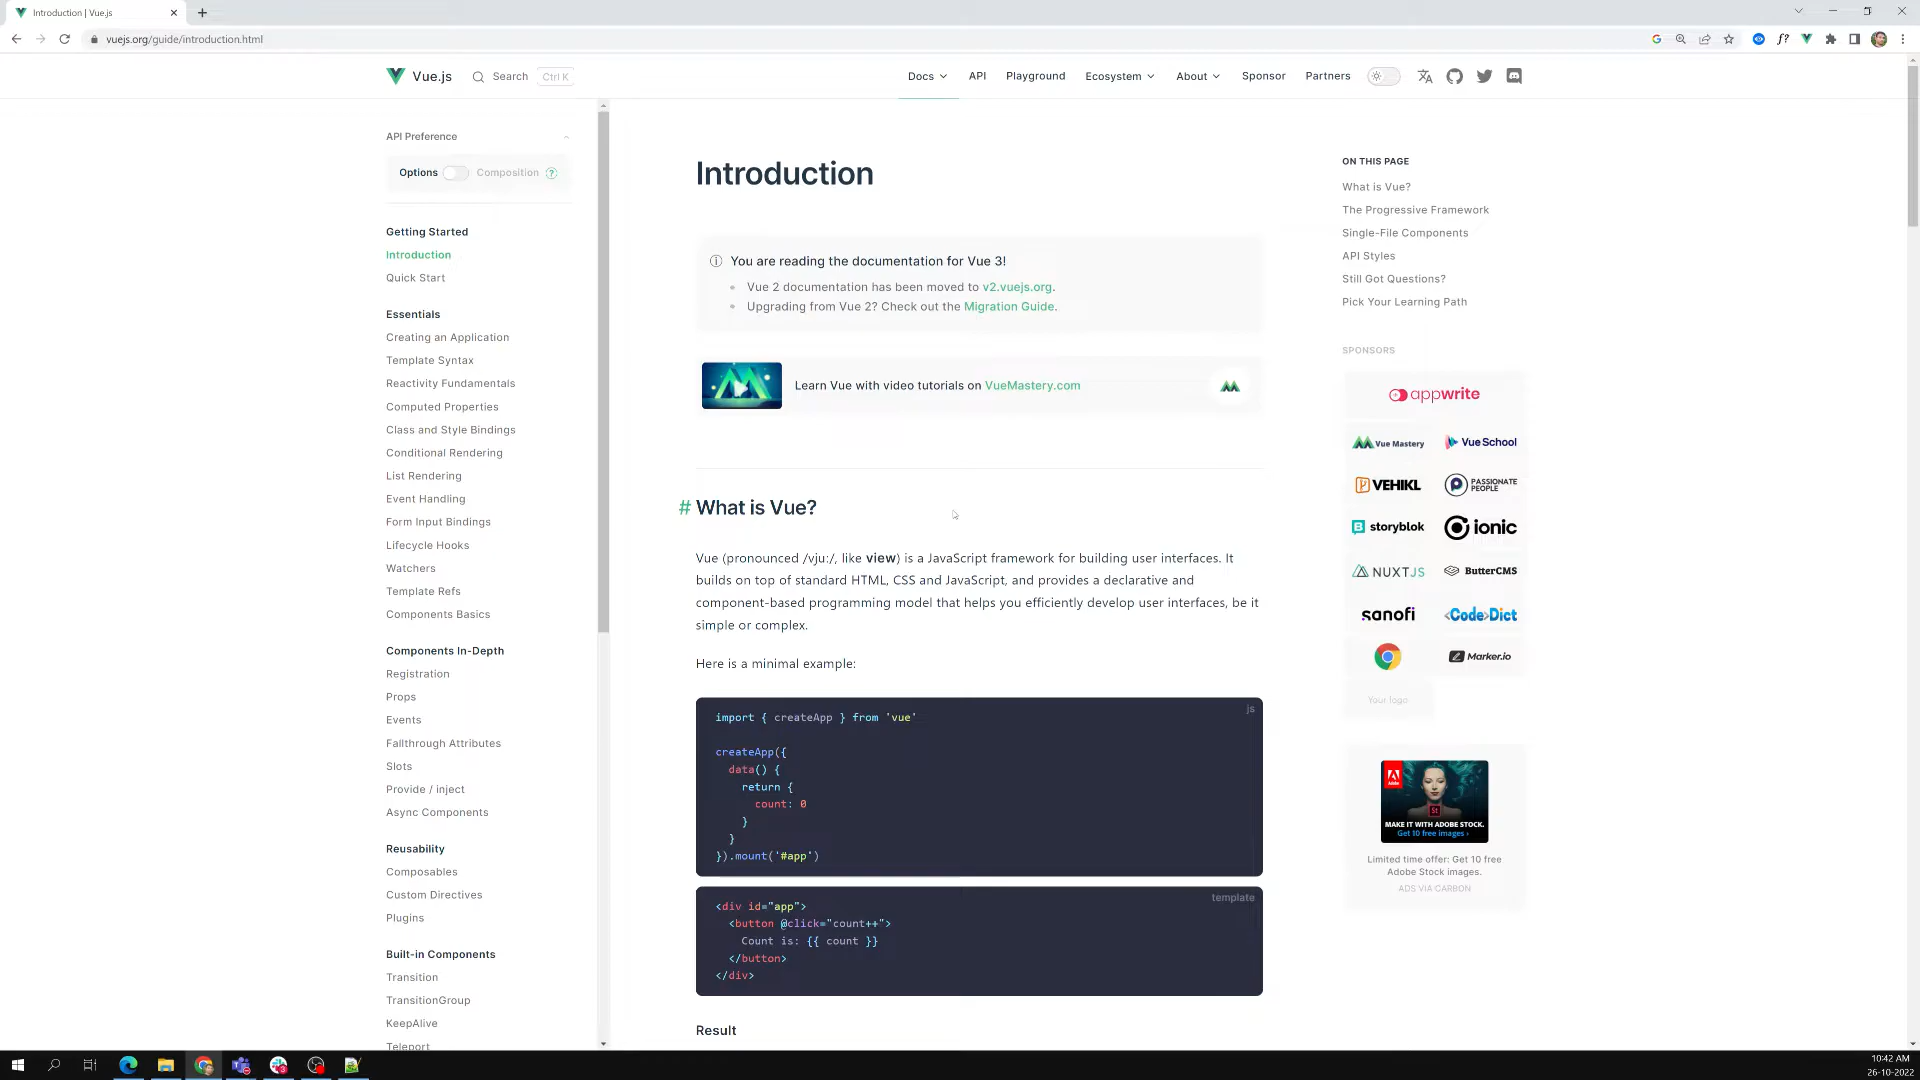 Introduction | Vue.js
vuejs.org/guide/introduction.html
Vue.js
Search
Ctrl K
Docs
API
Playground
Ecosystem
About
Sponsor
Partners
API Preference
Options
Composition
?
Getting Started
Introduction
Quick Start
Essentials
Creating an Application
Template Syntax
Reactivity Fundamentals
Computed Properties
Class and Style Bindings
Conditional Rendering
List Rendering
Event Handling
Form Input Bindings
Lifecycle Hooks
Watchers
Template Refs
Components Basics
Components In-Depth
Registration
Props
Events
Fallthrough Attributes
Slots
Provide / inject
Async Components
Reusability
Composables
Custom Directives
Plugins
Built-in Components
Transition
TransitionGroup
KeepAlive
Teleport
Introduction
You are reading the documentation for Vue 3!
Vue 2 documentation has been moved to v2.vuejs.org.
Upgrading from Vue 2? Check out the Migration Guide.
Learn Vue with video tutorials on VueMastery.com
# What is Vue?
Vue (pronounced /vjuː/, like view) is a JavaScript framework for building user interfaces. It
builds on top of standard HTML, CSS and JavaScript, and provides a declarative and
component-based programming model that helps you efficiently develop user interfaces, be it
simple or complex.
Here is a minimal example:
js
import { createApp } from 'vue'
createApp({
data() {
return {
count: 0
}
}
}).mount('#app')
template
<div id="app">
<button @click="count++">
Count is: {{ count }}
</button>
</div>
Result
ON THIS PAGE
What is Vue?
The Progressive Framework
Single-File Components
API Styles
Still Got Questions?
Pick Your Learning Path
SPONSORS
appwrite
Vue Mastery
Vue School
VEHIKL
PASSIONATE
PEOPLE
storyblok
ionic
NUXTJS
ButterCMS
sanofi
<Code>Dict
Marker.io
Your logo
MAKE IT WITH ADOBE STOCK.
Get 10 free images ›
Limited time offer: Get 10 free
Adobe Stock images.
ADS VIA CARBON
10:42 AM
26-10-2022